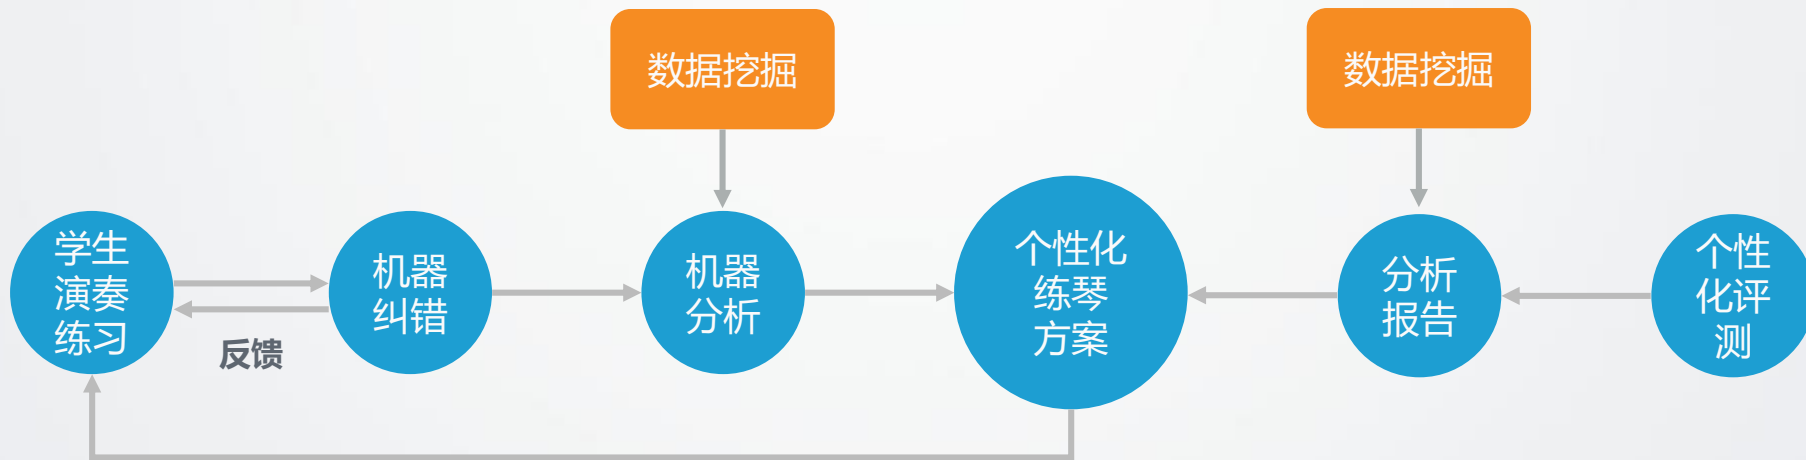 数据挖掘
数据挖掘
学生
演奏
练习
反馈
机器
纠错
机器
分析
个性化
练琴
方案
分析
报告
个性
化评
测